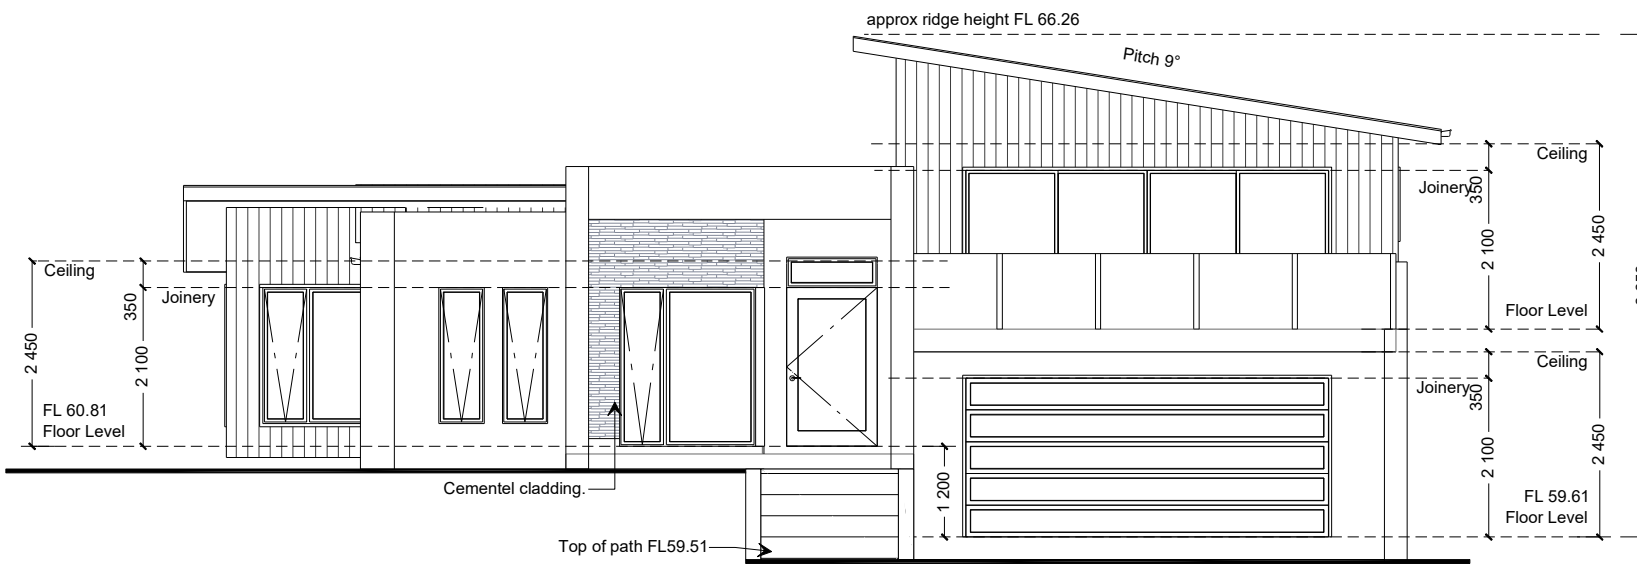 approx ridge height FL 66.26
Pitch 9°
Ceiling
Joinery
350
2 100
2 450
Floor Level
Ceiling
Joinery
350
2 100
2 450
FL 60.81
Floor Level
Ceiling
Joinery
350
2 100
2 450
FL 59.61
Floor Level
1 200
Cementel cladding.
Top of path FL59.51